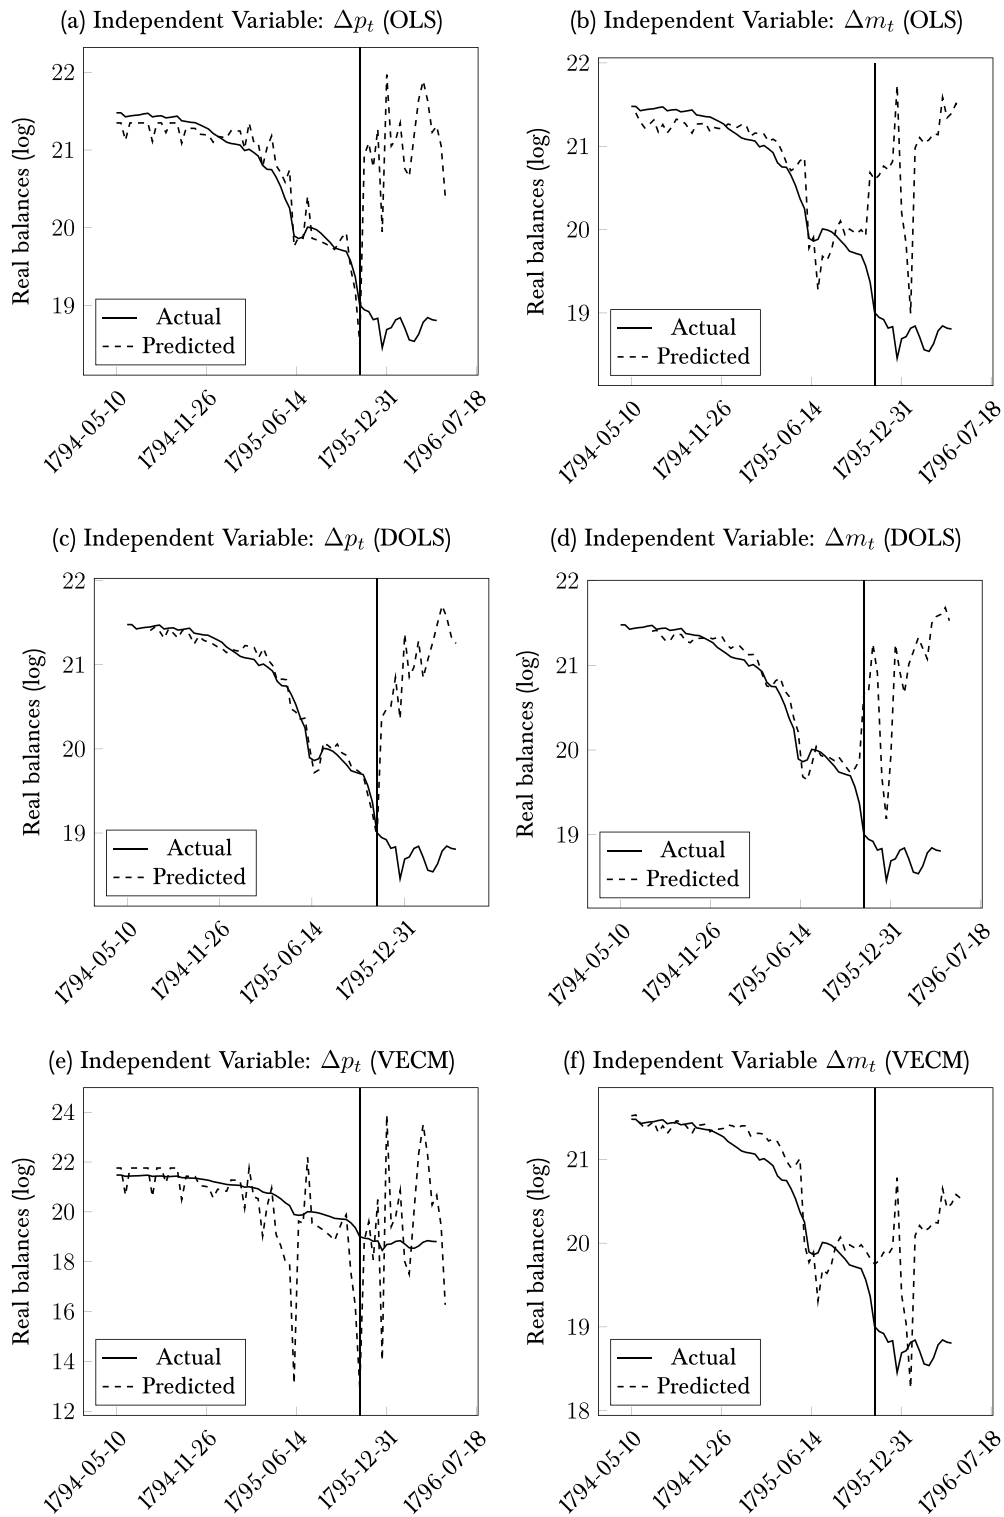 (a) Independent Variable: Δp_t (OLS)
Real balances (log)
22
21
20
19
Actual
Predicted
1794-05-10
1794-11-26
1795-06-14
1795-12-31
1796-07-18
(b) Independent Variable: Δm_t (OLS)
Real balances (log)
22
21
20
19
Actual
Predicted
1794-05-10
1794-11-26
1795-06-14
1795-12-31
1796-07-18
(c) Independent Variable: Δp_t (DOLS)
Real balances (log)
22
21
20
19
Actual
Predicted
1794-05-10
1794-11-26
1795-06-14
1795-12-31
(d) Independent Variable: Δm_t (DOLS)
Real balances (log)
22
21
20
19
Actual
Predicted
1794-05-10
1794-11-26
1795-06-14
1795-12-31
1796-07-18
(e) Independent Variable: Δp_t (VECM)
Real balances (log)
24
22
20
18
16
14
12
Actual
Predicted
1794-05-10
1794-11-26
1795-06-14
1795-12-31
1796-07-18
(f) Independent Variable Δm_t (VECM)
Real balances (log)
21
20
19
18
Actual
Predicted
1794-05-10
1794-11-26
1795-06-14
1795-12-31
1796-07-18